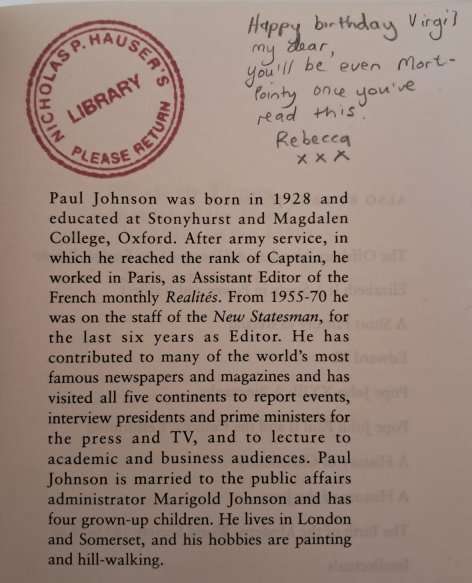 NICHOLAS P. HAUSER'S
LIBRARY
PLEASE RETURN
Happy birthday Virgil
my dear,
you'll be even Mort-
Pointy once you've
read this.
Rebecca
x x x
Paul Johnson was born in 1928 and
educated at Stonyhurst and Magdalen
College, Oxford. After army service, in
which he reached the rank of Captain, he
worked in Paris, as Assistant Editor of the
French monthly Realités. From 1955-70 he
was on the staff of the New Statesman, for
the last six years as Editor. He has
contributed to many of the world's most
famous newspapers and magazines and has
visited all five continents to report events,
interview presidents and prime ministers for
the press and TV, and to lecture to
academic and business audiences. Paul
Johnson is married to the public affairs
administrator Marigold Johnson and has
four grown-up children. He lives in London
and Somerset, and his hobbies are painting
and hill-walking.